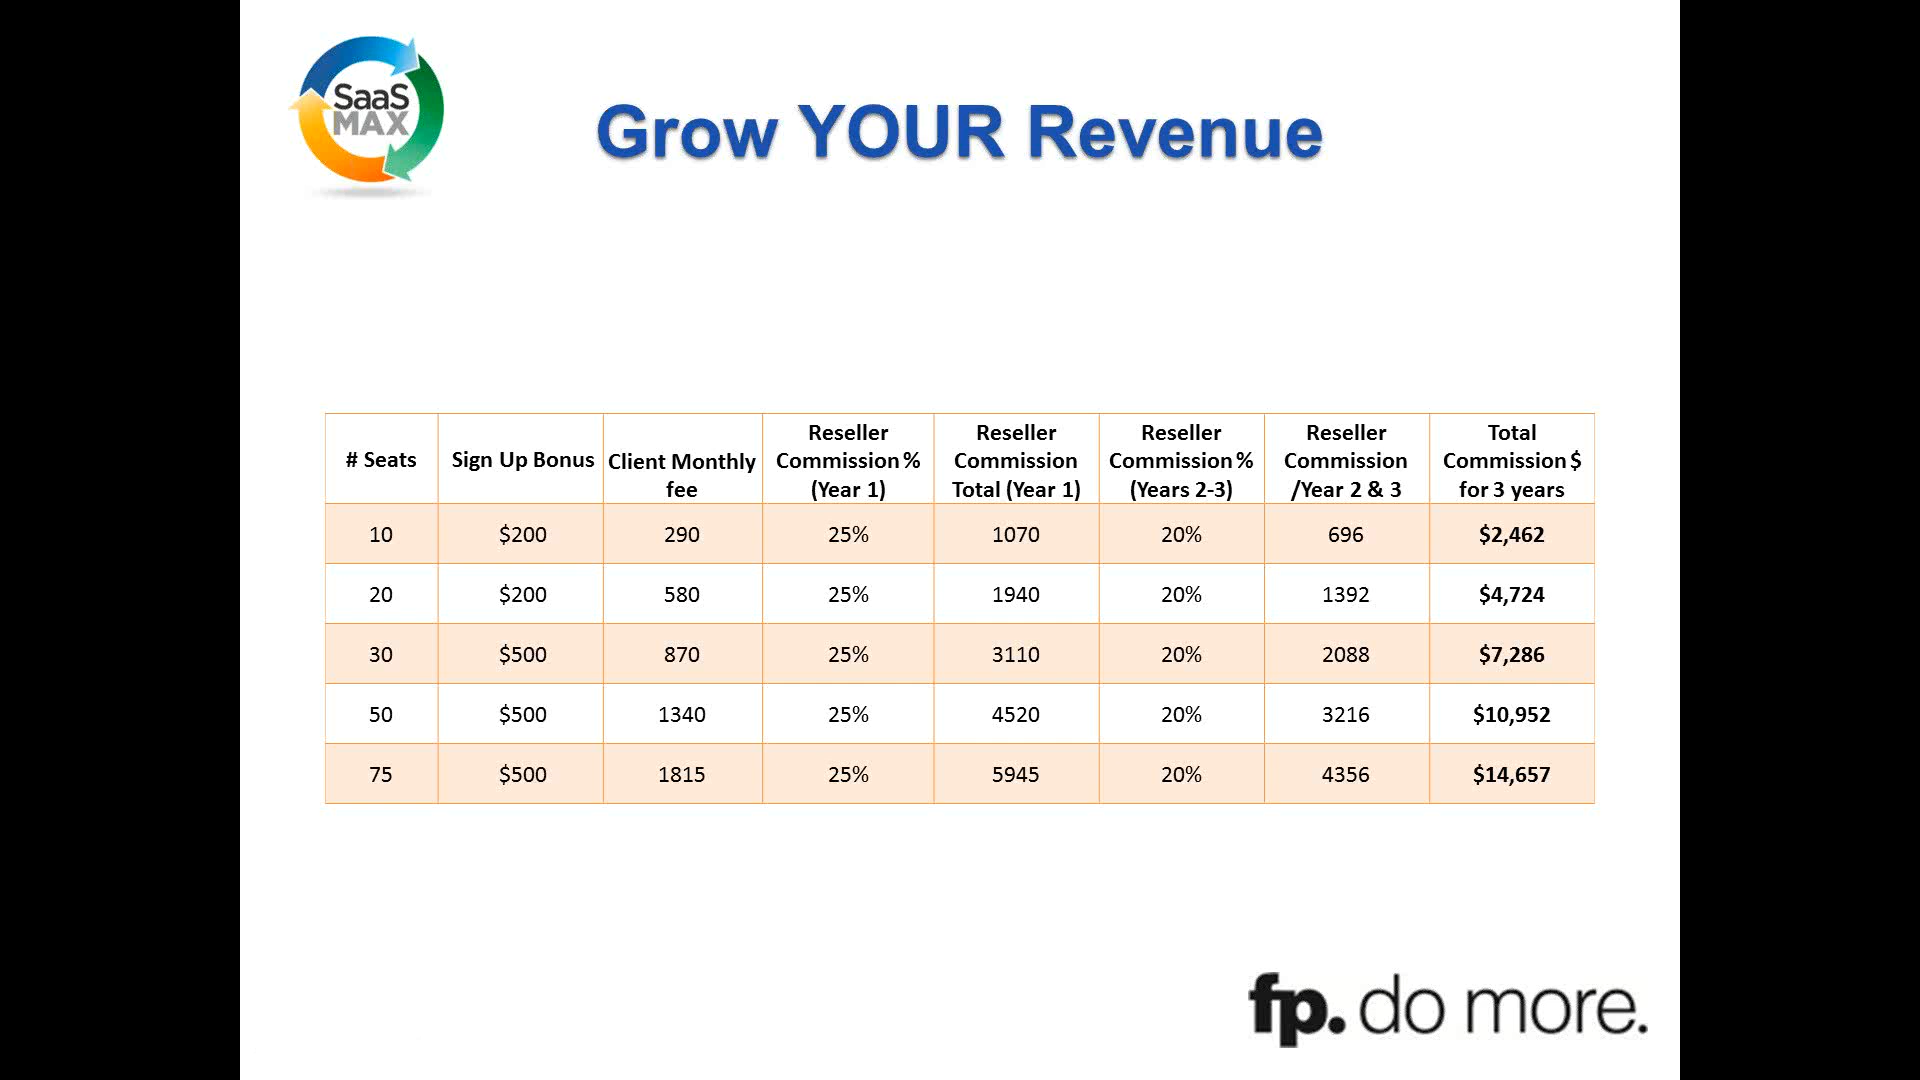 SaaS
MAX
Grow YOUR Revenue
# Seats
Sign Up Bonus
Client Monthly
fee
Reseller
Commission %
(Year 1)
Reseller
Commission
Total (Year 1)
Reseller
Commission %
(Years 2-3)
Reseller
Commission
/Year 2 & 3
Total
Commission $
for 3 years
10 $200 290 25% 1070 20% 696 $2,462
20 $200 580 25% 1940 20% 1392 $4,724
30 $500 870 25% 3110 20% 2088 $7,286
50 $500 1340 25% 4520 20% 3216 $10,952
75 $500 1815 25% 5945 20% 4356 $14,657
fp. do more.